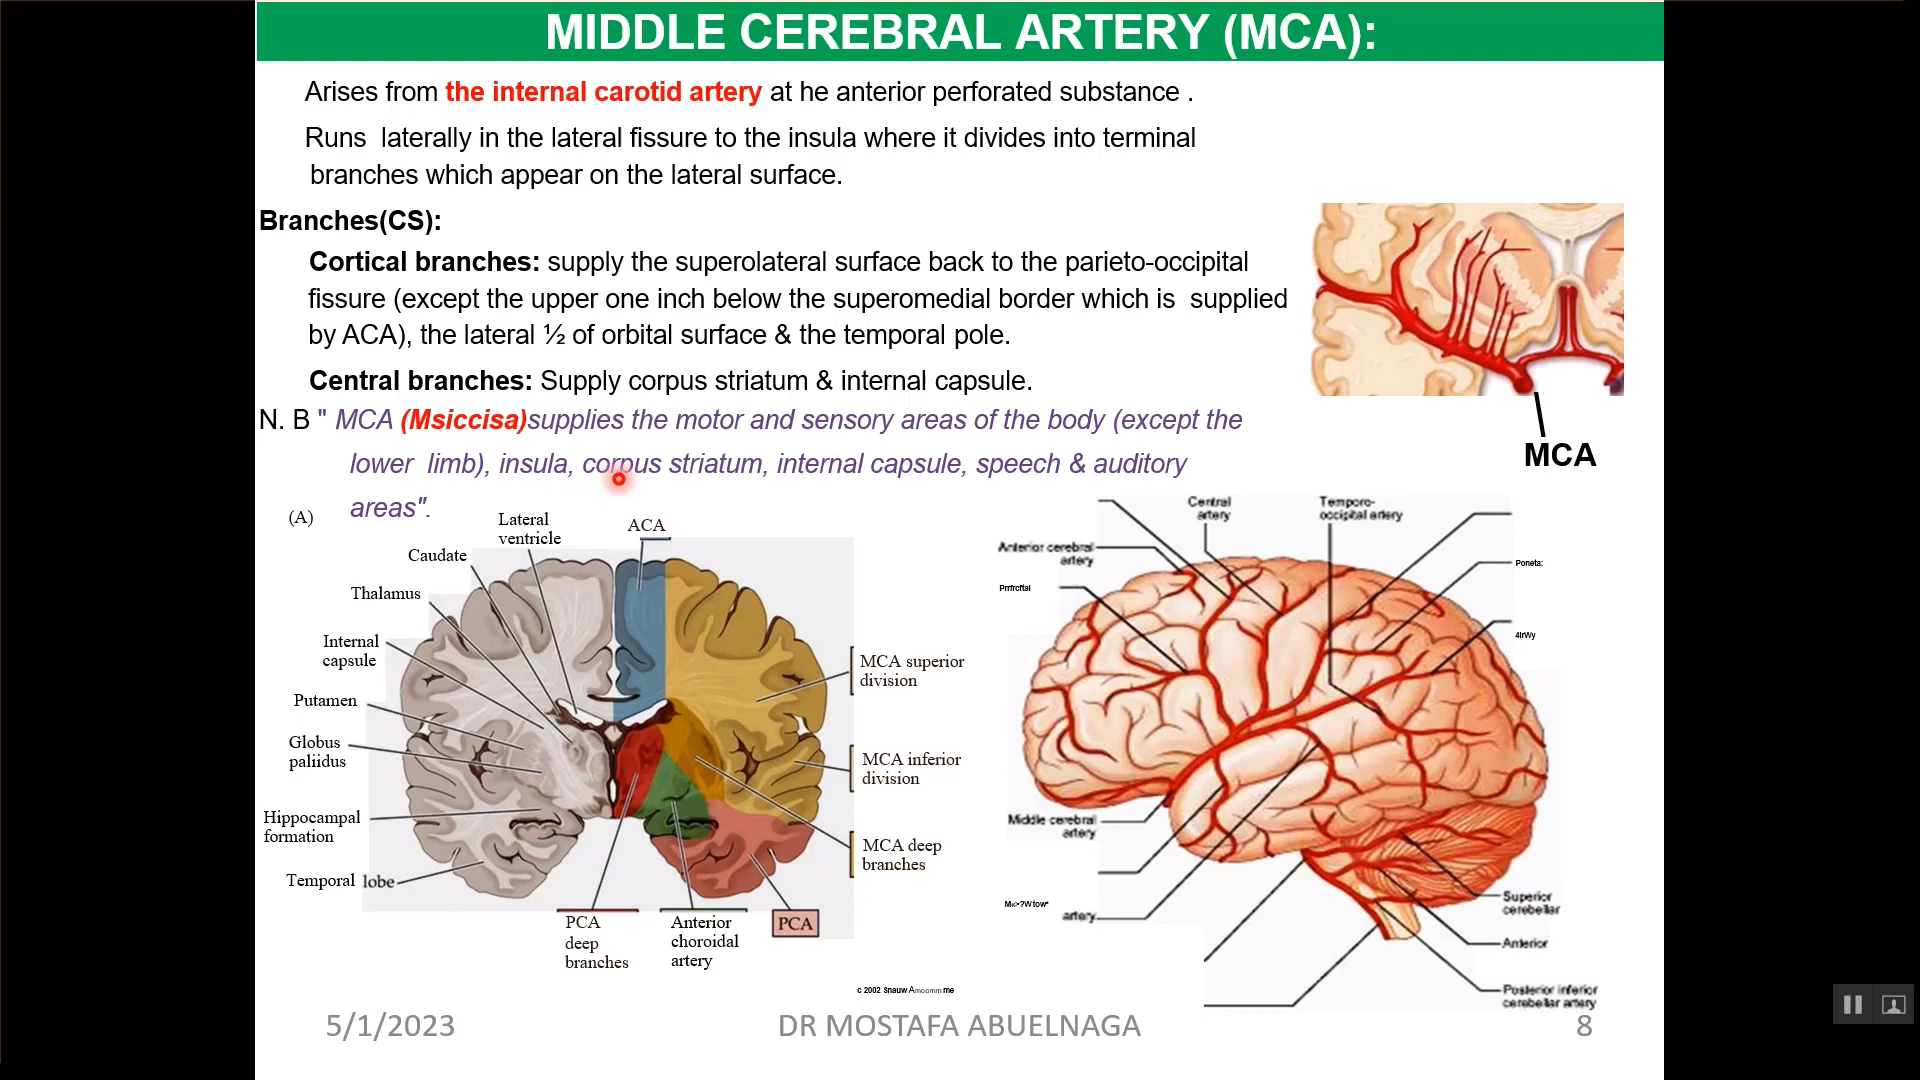 MIDDLE CEREBRAL ARTERY (MCA):
Arises from the internal carotid artery at he anterior perforated substance .
Runs laterally in the lateral fissure to the insula where it divides into terminal
branches which appear on the lateral surface.
Branches(CS):
Cortical branches: supply the superolateral surface back to the parieto-occipital
fissure (except the upper one inch below the superomedial border which is supplied
by ACA), the lateral ½ of orbital surface & the temporal pole.
Central branches: Supply corpus striatum & internal capsule.
N. B " MCA (Msiccisa)supplies the motor and sensory areas of the body (except the
lower limb), insula, corpus striatum, internal capsule, speech & auditory
areas".
MCA
(A)
Lateral
ventricle
ACA
Caudate
Thalamus
Internal
capsule
Putamen
Globus
paliidus
Hippocampal
formation
Temporal lobe
MCA superior
division
MCA inferior
division
MCA deep
branches
PCA
deep
branches
Anterior
choroidal
artery
PCA
Central
artery
Temporo-
occipital artery
Anterior cerebral
artery
Prrfrcftal
Poneta:
4lrWy
Middle cerebral
artery
artery
Superior
cerebellar
Anterior
Posterior inferior
cerebellar artery
c 2002 Snauw Amoomm me
5/1/2023
DR MOSTAFA ABUELNAGA
8